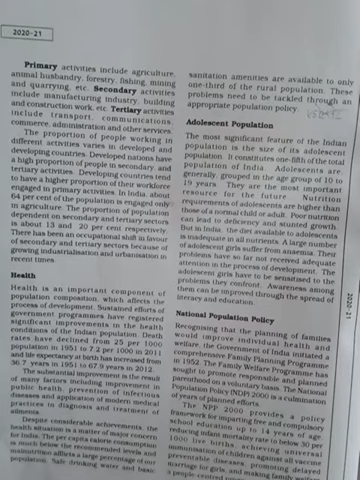 2020-21
Primary activities include agriculture,
animal husbandry, forestry, fishing, mining
and quarrying, etc. Secondary activities
include manufacturing industry, building
and construction work, etc. Tertiary activities
include transport, communications,
commerce, administration and other services.
The proportion of people working in
different activities varies in developed and
developing countries. Developed nations have
a high proportion of people in secondary, and
tertiary activities. Developing countries tend
to have a higher proportion of their workforce
engaged in primary activities. In India, about
64 per cent of the population is engaged only
in agriculture. The proportion of population
dependent on secondary and tertiary sectors
is about 13 and 20 per cent respectively.
There has been an occupational shift in favour
of secondary and tertiary sectors because of
growing industrialisation and urbanisation in
recent times.
Health
Health is an important component of
population composition, which affects the
process of development. Sustained efforts of
government programmes have registered
significant improvements in the health
conditions of the Indian population. Death
rates have declined from 25 per 1000
population in 1951 to 7.2 per 1000 in 2011
and life expectancy at birth has increased from
36.7 years in 1951 to 67.9 years in 2012.
The substantial improvement is the result
of many factors including improvement in
public health, prevention of infectious
diseases and application of modern medical
practices in diagnosis and treatment of
ailments.
Despite considerable achievements, the
health situation is a matter of major concern
for India. The per capita calorie consumption
is much below the recommended levels and
malnutrition afflicts a large percentage of our
population. Safe drinking water and basic
sanitation amenities are available to only
one-third of the rural population. These
problems need to be tackled through an
appropriate population policy.
Adolescent Population
The most significant feature of the Indian
population is the size of its adolescent
population. It constitutes one-fifth of the total
population of India. Adolescents are,
generally, grouped in the age group of 10 to
19 years. They are the most important
resource for the future. Nutrition
requirements of adolescents are higher than
those of a normal child or adult. Poor nutrition
can lead to deficiency and stunted growth.
But in India, the diet available to adolescents
is inadequate in all nutrients. A large number
of adolescent girls suffer from anaemia. Their
problems have so far not received adequate
attention in the process of development. The
adolescent girls have to be sensitised to the
problems they confront. Awareness among
them can be improved through the spread of
literacy and education.
National Population Policy
Recognising that the planning of families
would improve individual health and
welfare, the Government of India initiated a
comprehensive Family Planning Programme
in 1952. The Family Welfare Programme has
sought to promote responsible and planned
parenthood on a voluntary basis. The National
Population Policy (NPP) 2000 is a culmination
of years of planned efforts.
The NPP 2000 provides a policy
framework for imparting free and compulsory
school education up to 14 years of age,
reducing infant mortality rate to below 30 per
1000 live births, achieving universal
immunisation of children against all vaccine
preventable diseases, promoting delayed
marriage for girls, and making family welfare
a people-centred
2020-21